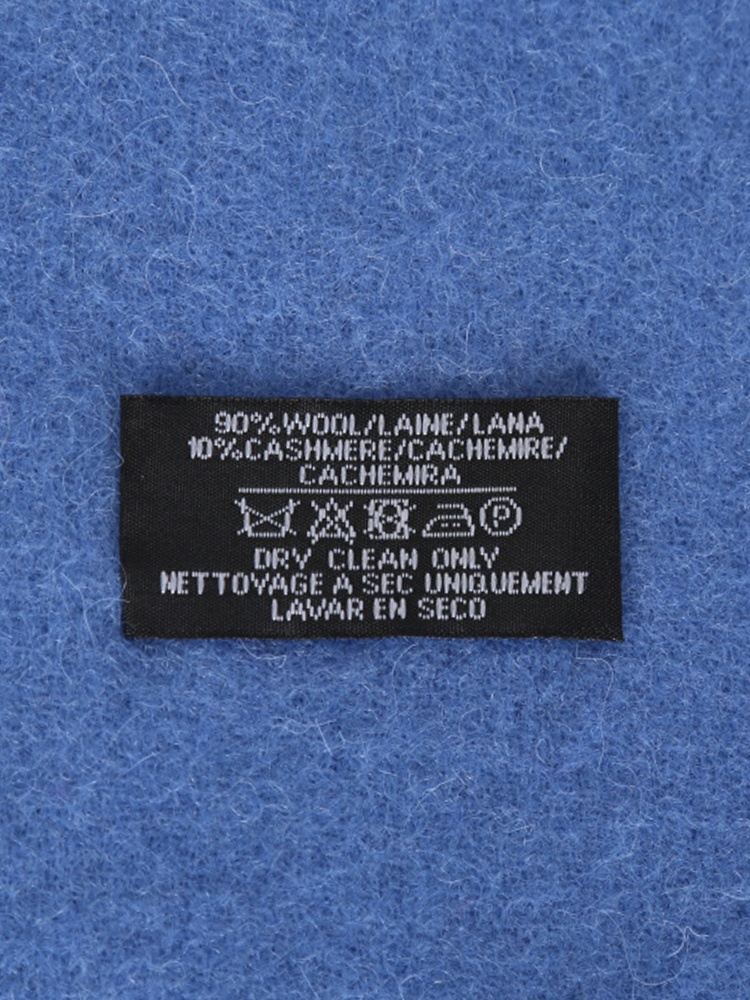 90%WOOL/LAINE/LANA
10%CASHMERE/CACHEMIRE/
CACHEMIRA
P
DRY CLEAN ONLY
NETTOYAGE A SEC UNIQUEMENT
LAVAR EN SECO